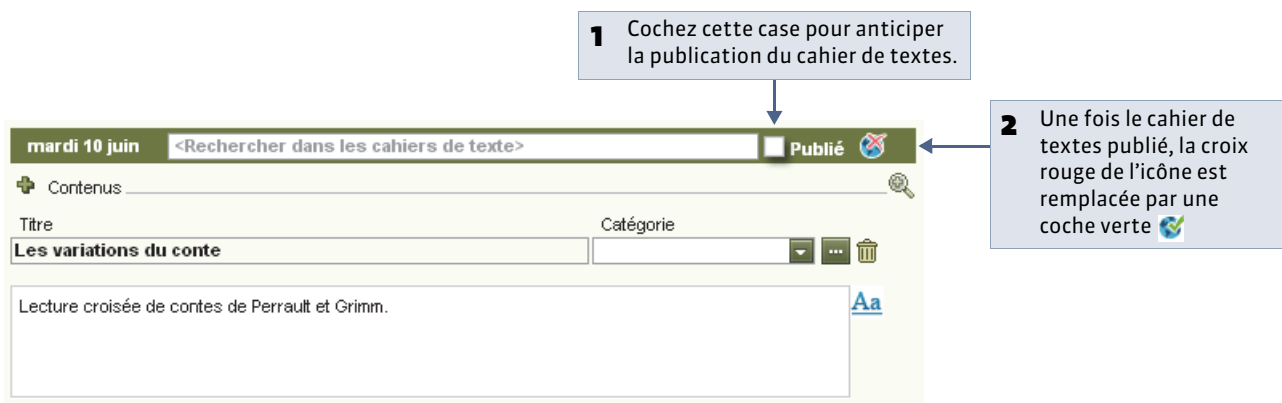 1 Cochez cette case pour anticiper
la publication du cahier de textes.
2 Une fois le cahier de
textes publié, la croix
rouge de l'icône est
remplacée par une
coche verte
mardi 10 juin <Rechercher dans les cahiers de texte> Publié
Contenus
Titre Catégorie
Les variations du conte
Lecture croisée de contes de Perrault et Grimm.
Aa